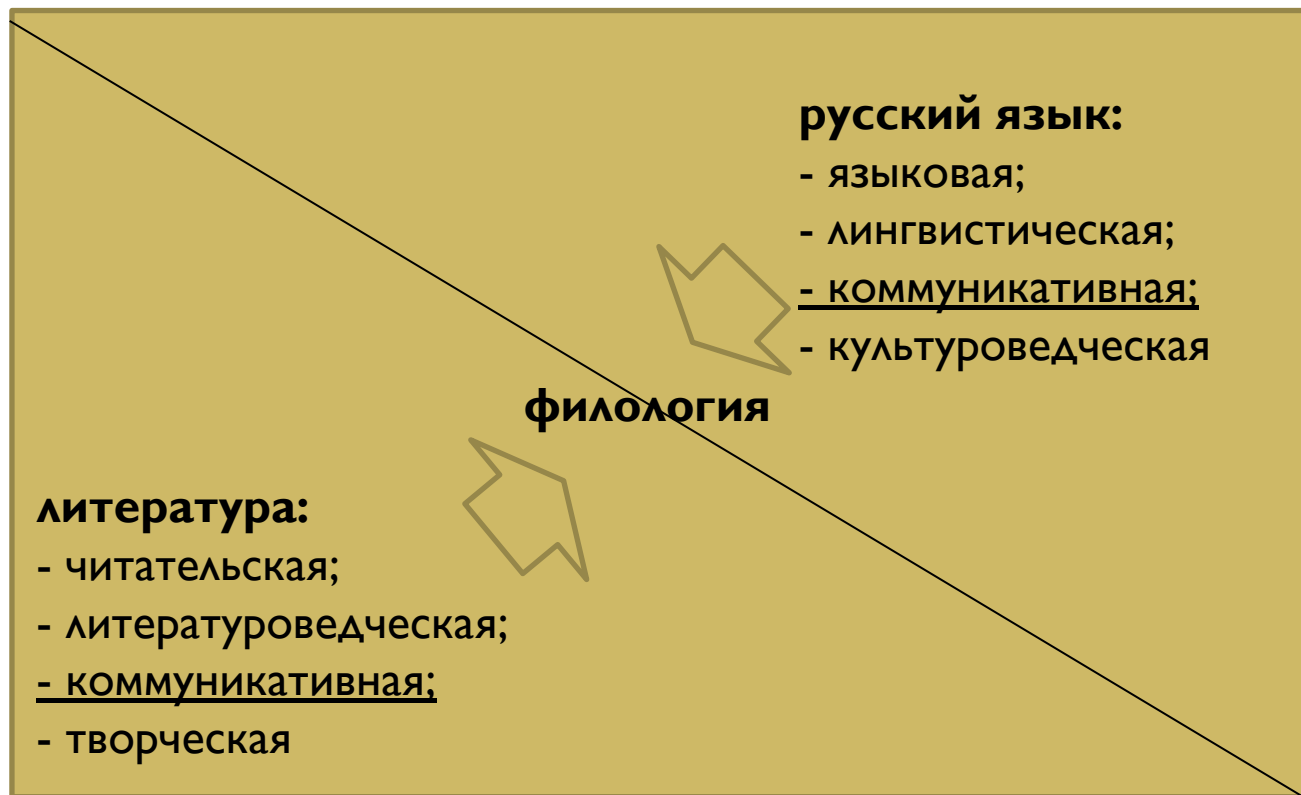 русский язык:
- языковая;
- лингвистическая;
- коммуникативная;
- культуроведческая
филология
литература:
- читательская;
- литературоведческая;
- коммуникативная;
- творческая